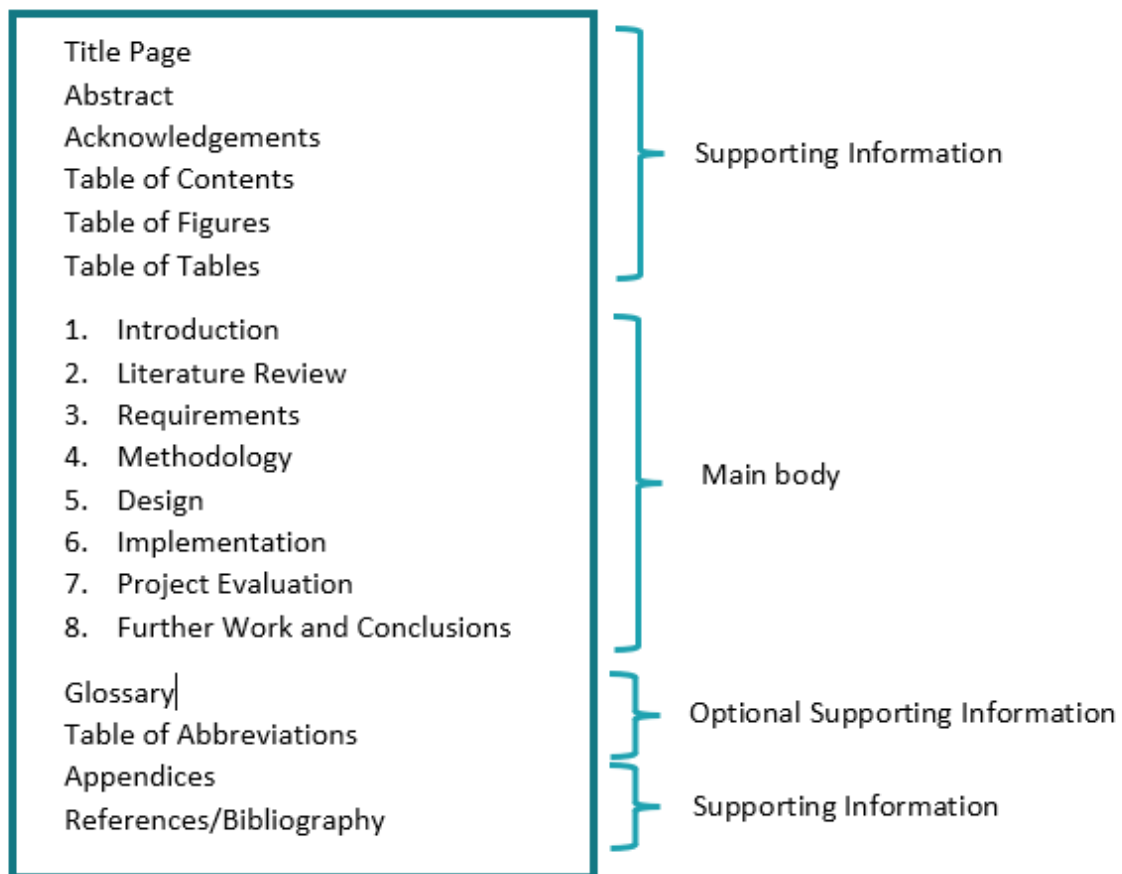 Title Page
Abstract
Acknowledgements
Table of Contents
Table of Figures
Table of Tables
Supporting Information
1. Introduction
2. Literature Review
3. Requirements
4. Methodology
5. Design
6. Implementation
7. Project Evaluation
8. Further Work and Conclusions
Main body
Glossary
Table of Abbreviations
Optional Supporting Information
Appendices
References/Bibliography
Supporting Information